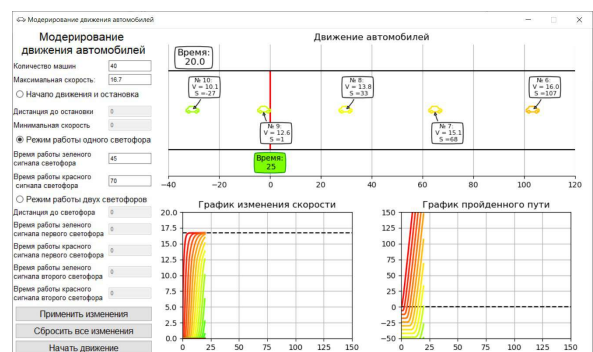 Модерирование движения автомобилей
Модерирование
движения автомобилей
Количество машин
40
Максимальная скорость:
16.7
Начало движения и
остановка
Дистанция до остановки
0
Минимальная скорость
0
Режим работы одного
светофора
Время работы зеленого
сигнала светофора
45
Время работы красного
сигнала светофора
70
Режим работы двух светофоров
Дистанция до светофора
0
Время работы зеленого
сигнала первого светофора
0
Время работы красного
сигнала первого светофора
0
Время работы зеленого
сигнала второго светофора
0
Время работы красного
сигнала второго светофора
0
Применить изменения
Сбросить все изменения
Начать движение
Движение автомобилей
Время:
20.0
№ 10:
V = 10.1
S =-27
№ 9:
V = 12.6
S =1
№ 8:
V = 13.8
S =33
№ 7:
V = 15.1
S =68
№ 6:
V = 16.0
S =107
Время:
25
−40 −20 0 20 40 60 80 100 120
График изменения скорости
20.0
17.5
15.0
12.5
10.0
7.5
5.0
2.5
0.0
0 25 50 75 100 125 150
График пройденного пути
150
125
100
75
50
25
0
−25
−50
0 25 50 75 100 125 150